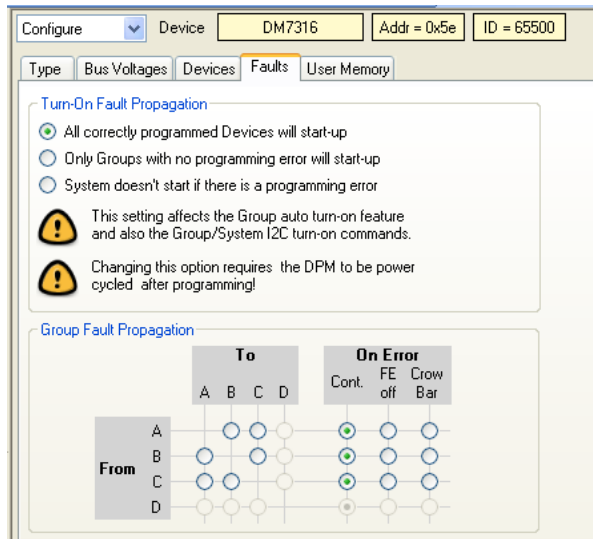 Configure Device DM7316 Addr = 0x5e ID = 65500
Type Bus Voltages Devices Faults User Memory
Turn-On Fault Propagation
All correctly programmed Devices will start-up
Only Groups with no programming error will start-up
System doesn't start if there is a programming error
This setting affects the Group auto turn-on feature
and also the Group/System I2C turn-on commands.
Changing this option requires the DPM to be power
cycled after programming!
Group Fault Propagation
To On Error
A B C D Cont. FE off Crow Bar
From
A
B
C
D